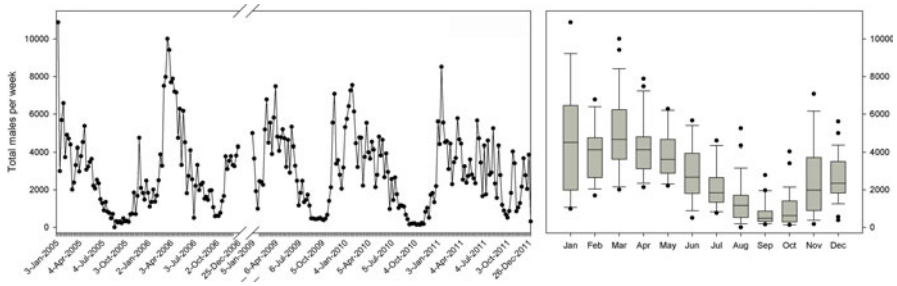 Total males per week
10000
8000
6000
4000
2000
0
3-Jan-2005
4-Apr-2005
4-Jul-2005
3-Oct-2005
2-Jan-2006
3-Apr-2006
3-Jul-2006
2-Oct-2006
25-Dec-2006
5-Jan-2009
6-Apr-2009
6-Jul-2009
5-Oct-2009
4-Jan-2010
5-Apr-2010
5-Jul-2010
4-Oct-2010
3-Jan-2011
4-Apr-2011
4-Jul-2011
3-Oct-2011
26-Dec-2011
Jan Feb Mar Apr May Jun Jul Aug Sep Oct Nov Dec
10000
8000
6000
4000
2000
0